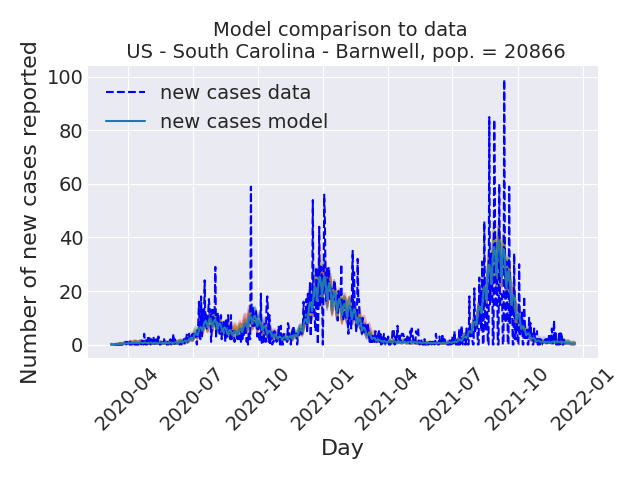 Model comparison to data
US - South Carolina - Barnwell, pop. = 20866
Number of new cases reported
100
80
60
40
20
0
new cases data
new cases model
2020-04
2020-07
2020-10
2021-01
2021-04
2021-07
2021-10
2022-01
Day